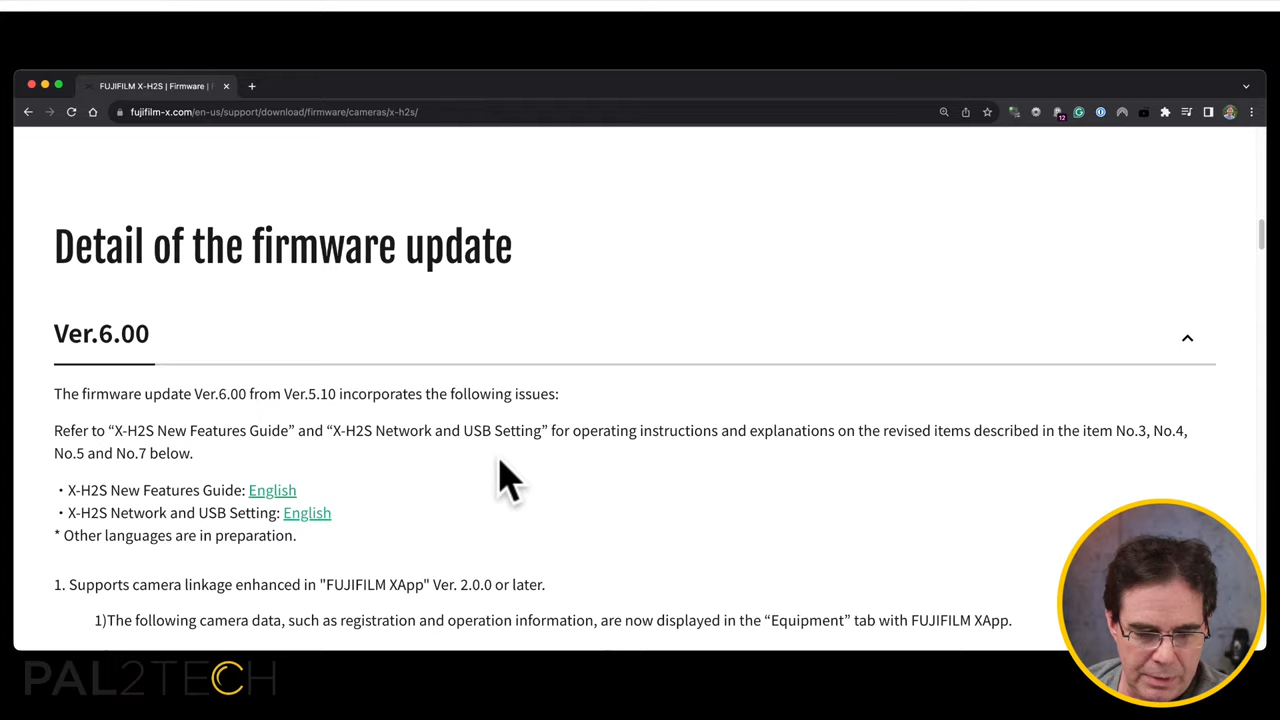 FUJIFILM X-H2S | Firmware |
fujifilm-x.com/en-us/support/download/firmware/cameras/x-h2s/
12
Detail of the firmware update
Ver.6.00
The firmware update Ver.6.00 from Ver.5.10 incorporates the following issues:
Refer to “X-H2S New Features Guide” and “X-H2S Network and USB Setting” for operating instructions and explanations on the revised items described in the item No.3, No.4,
No.5 and No.7 below.
・X-H2S New Features Guide: English
・X-H2S Network and USB Setting: English
* Other languages are in preparation.
1. Supports camera linkage enhanced in "FUJIFILM XApp" Ver. 2.0.0 or later.
1)The following camera data, such as registration and operation information, are now displayed in the “Equipment” tab with FUJIFILM XApp.
PAL2TECH